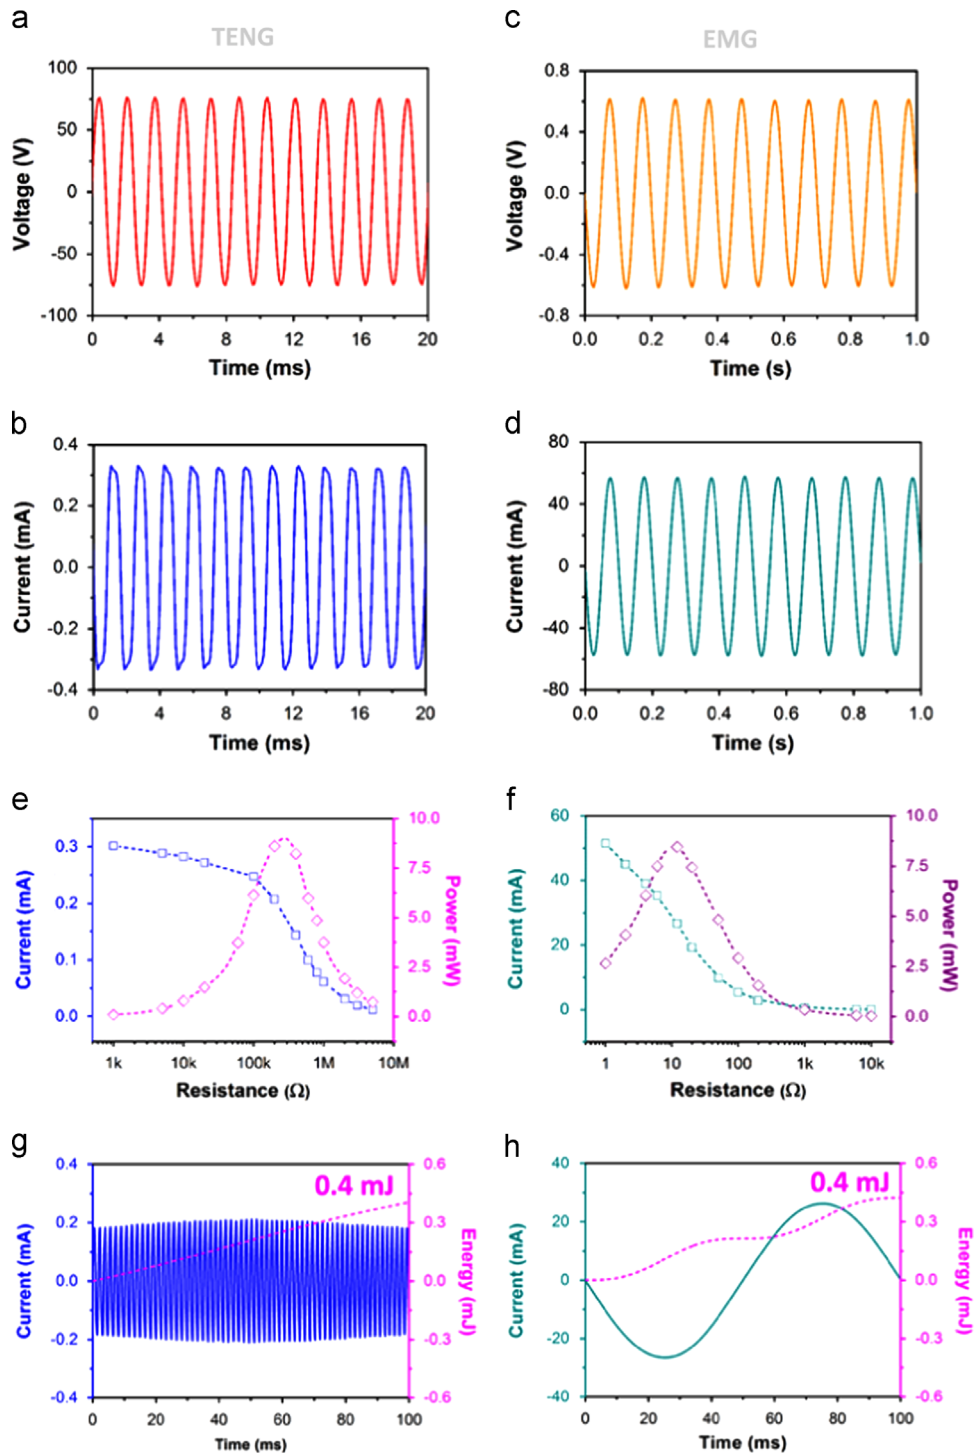 a
TENG
100
50
0
-50
-100
Voltage (V)
0 4 8 12 16 20
Time (ms)
c
EMG
0.8
0.4
0.0
-0.4
-0.8
Voltage (V)
0.0 0.2 0.4 0.6 0.8 1.0
Time (s)
b
0.4
0.2
0.0
-0.2
-0.4
Current (mA)
0 4 8 12 16 20
Time (ms)
d
80
40
0
-40
-80
Current (mA)
0.0 0.2 0.4 0.6 0.8 1.0
Time (s)
e
0.3
0.2
0.1
0.0
Current (mA)
10.0
7.5
5.0
2.5
0.0
Power (mW)
1k 10k 100k 1M 10M
Resistance (Ω)
f
60
40
20
0
Current (mA)
10.0
7.5
5.0
2.5
0.0
Power (mW)
1 10 100 1k 10k
Resistance (Ω)
g
0.4
0.2
0.0
-0.2
-0.4
Current (mA)
0.4 mJ
0.6
0.3
0.0
-0.3
-0.6
Energy (mJ)
0 20 40 60 80 100
Time (ms)
h
40
20
0
-20
-40
Current (mA)
0.4 mJ
0.6
0.3
0.0
-0.3
-0.6
Energy (mJ)
0 20 40 60 80 100
Time (ms)